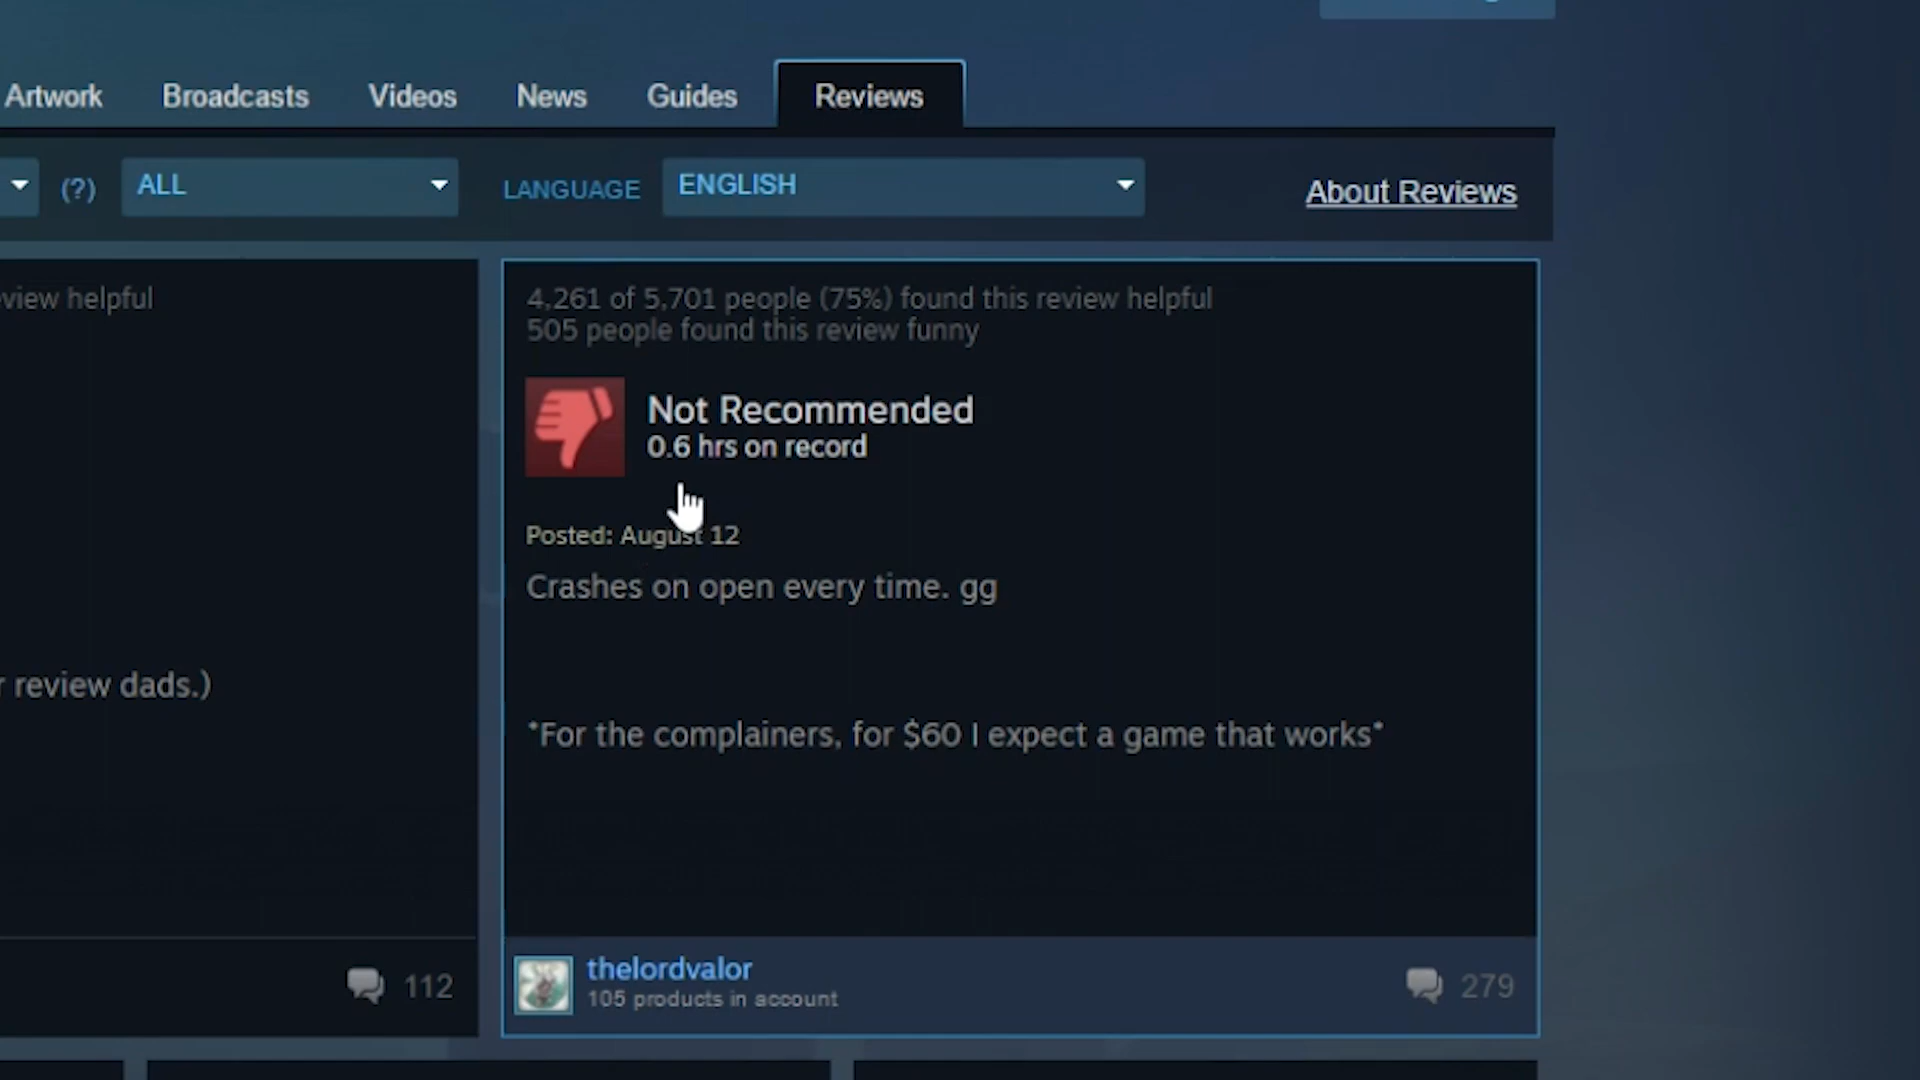 Artwork Broadcasts Videos News Guides Reviews
(?) ALL LANGUAGE ENGLISH About Reviews
view helpful
4,261 of 5,701 people (75%) found this review helpful
505 people found this review funny
Not Recommended
0.6 hrs on record
Posted: August 12
Crashes on open every time. gg
review dads.)
*For the complainers, for $60 I expect a game that works*
112
thelordvalor
105 products in account
279